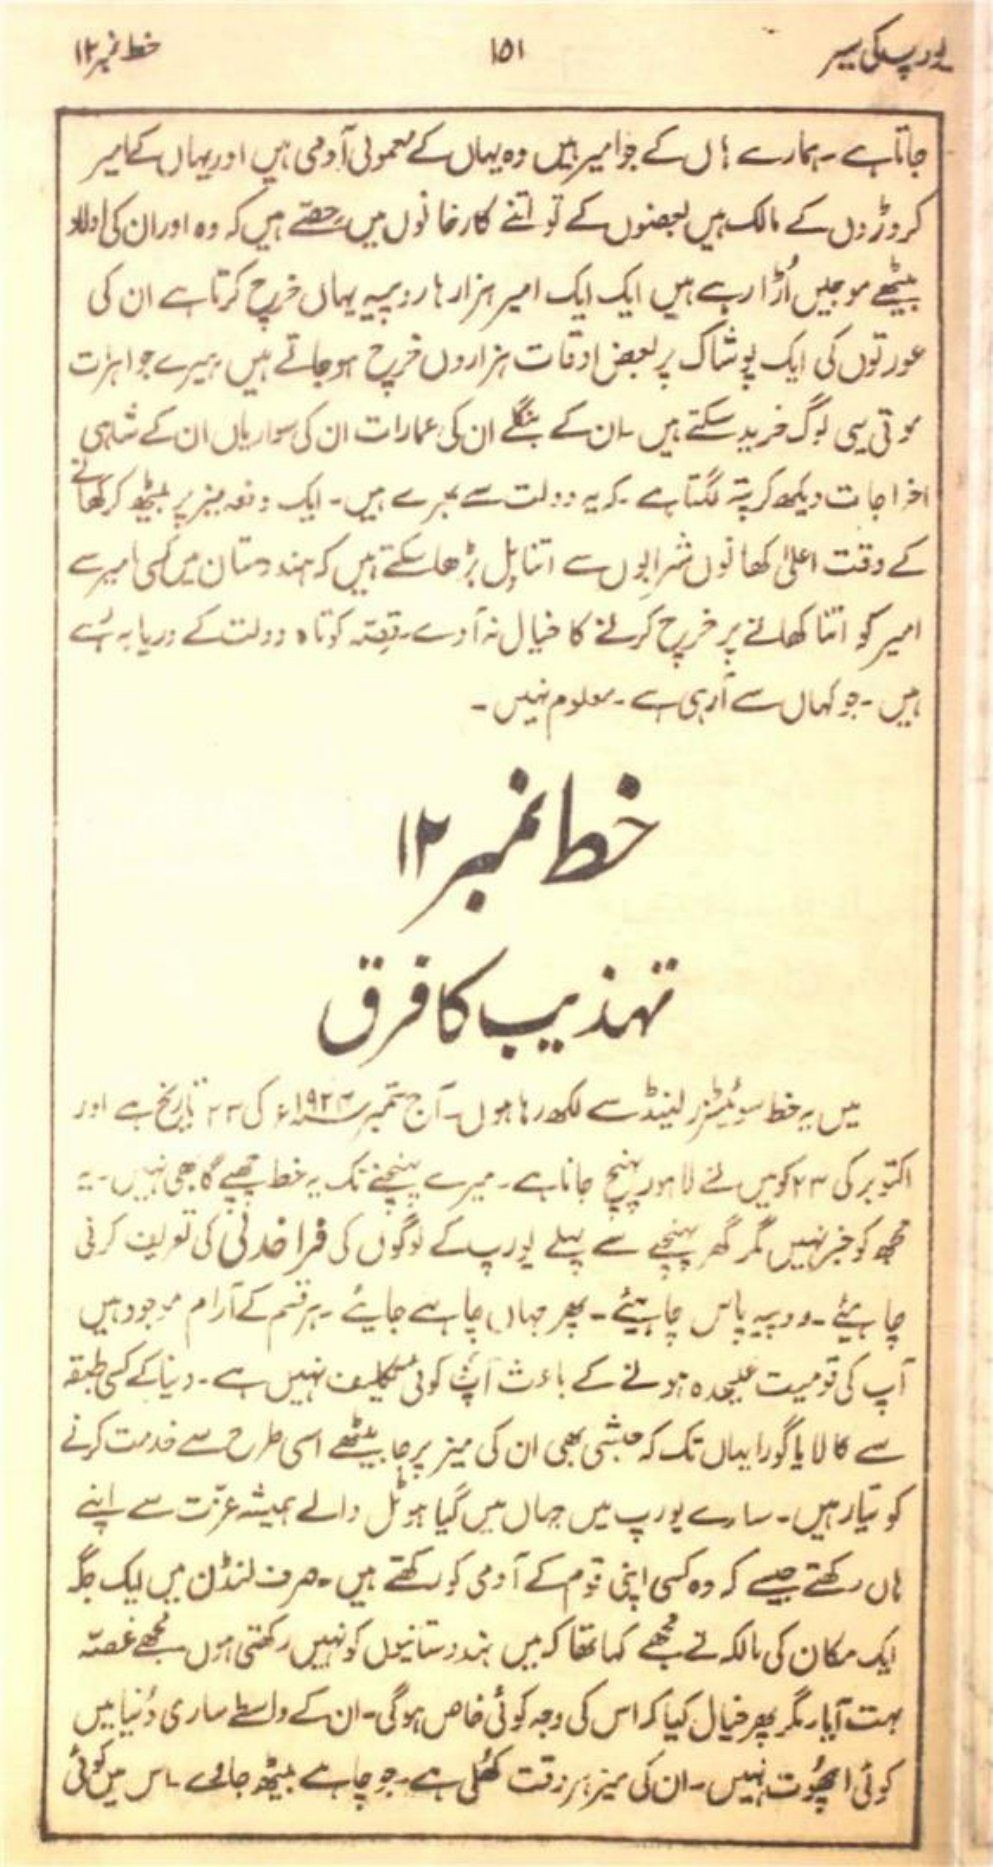 یورپ کی سیر ۱۵۱ خط نمبر ۱۲
جاتا ہے ۔ ہمارے ہاں کے جو امیر ہیں وہ یہاں کے معمولی آدمی ہیں اور یہاں کے امیر
کروڑوں کے مالک ہیں بعضوں کے تو اتنے کارخانوں میں حصّے ہیں کہ وہ اور ان کی اولاد
بیٹھے موجیں اُڑا رہے ہیں ایک ایک امیر ہزارہا روپیہ یہاں خرچ کرتا ہے ان کی
عورتوں کی ایک پوشاک پر بعض اوقات ہزاروں خرچ ہو جاتے ہیں ہیرے جواہرات
موتی یہی لوگ خرید سکتے ہیں ۔ ان کے بنگلے ان کی عمارات ان کی سواریاں ان کے شاہی
اخراجات دیکھ کر پتہ لگتا ہے ۔ کہ یہ دولت سے بھرے ہیں ۔ ایک دفعہ میز پر بیٹھ کر کھانے
کے وقت اعلیٰ کھانوں شرابوں سے اتنا بل بڑھا سکتے ہیں کہ ہندوستان میں کسی امیر سے
امیر کو اتنا کھانے پر خرچ کرنے کا خیال نہ آوے ۔ قصّہ کوتاہ دولت کے دریا بہ رہے
ہیں ۔ جو کہاں سے آ رہی ہے ۔ معلوم نہیں ۔
خط نمبر ۱۲
تہذیب کا فرق
میں یہ خط سوئیٹزرلینڈ سے لکھ رہا ہوں ۔ آج ستمبر ۱۹۲۳ء کی ۲۳ تاریخ ہے اور
اکتوبر کی ۲۳ کو میں نے لاہور پہنچ جانا ہے ۔ میرے پہنچنے تک یہ خط چھپے گا بھی نہیں ۔ یہ
مجھ کو خبر نہیں مگر گھر پہنچنے سے پہلے یورپ کے لوگوں کی فراخدلی کی تعریف کرنی
چاہیئے ۔ روپیہ پاس چاہیئے ۔ پھر جہاں چاہے جایئے ۔ ہر قسم کے آرام موجود ہیں
آپ کی قومیت علیحدہ ہونے کے باعث آپ کو کوئی تکلیف نہیں ہے ۔ دنیا کے کسی طبقہ
سے کالا یا گورا یہاں تک کہ حبشی بھی ان کی میز پر جا بیٹھے اسی طرح سے خدمت کرنے
کو تیار ہیں ۔ سارے یورپ میں جہاں میں گیا ہوٹل والے ہمیشہ عزّت سے اپنے
ہاں رکھتے جیسے کہ وہ کسی اپنی قوم کے آدمی کو رکھتے ہیں ۔ صرف لنڈن میں ایک جگہ
ایک مکان کی مالکہ نے مجھے کہا تھا کہ میں ہندوستانیوں کو نہیں رکھتی ہوں مجھے غصّہ
بہت آیا ۔ مگر پھر خیال کیا کہ اس کی وجہ کوئی خاص ہوگی ۔ ان کے واسطے ساری دُنیا میں
کوئی اچھوت نہیں ۔ ان کی میز ہر وقت کھُلی ہے ۔ جو چاہے بیٹھ جائے ۔ اس میں کوئی